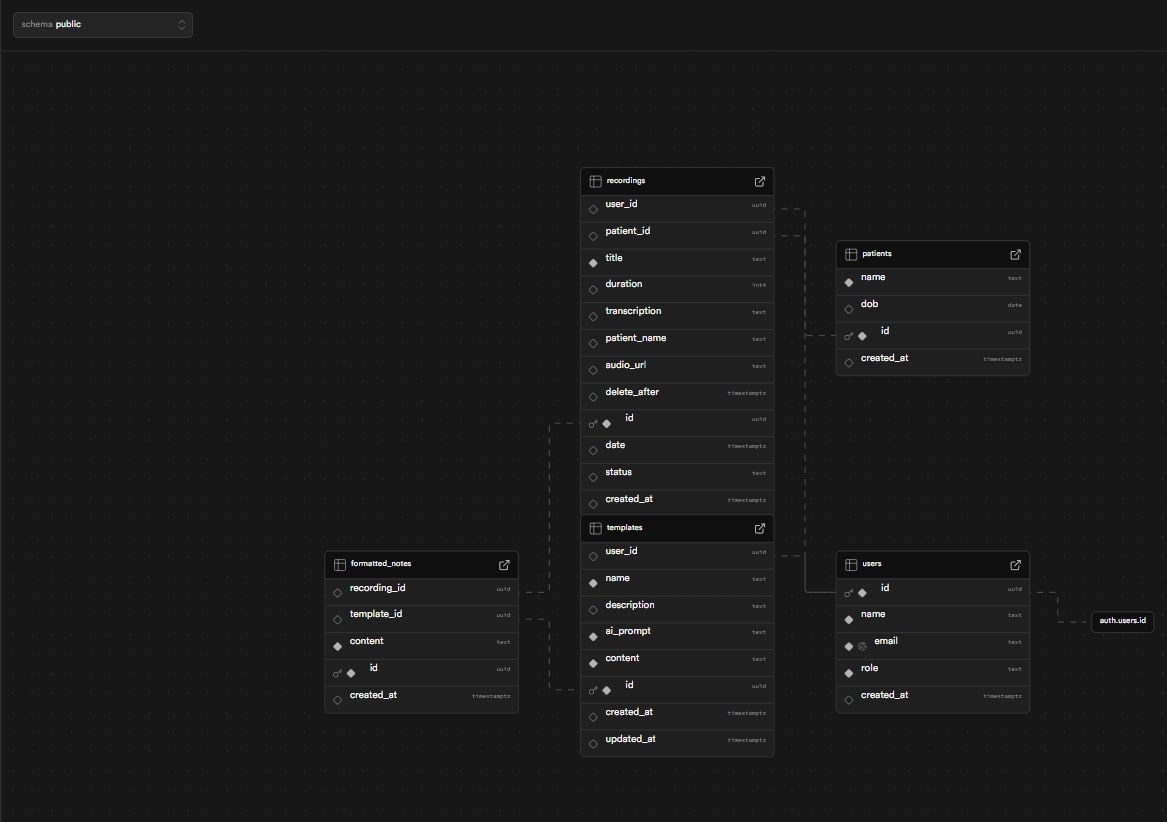 schema public
recordings
user_id uuid
patient_id uuid
title text
duration int4
transcription text
patient_name text
audio_url text
delete_after timestamptz
id uuid
date timestamptz
status text
created_at timestamptz
patients
name text
dob date
id uuid
created_at timestamptz
templates
user_id uuid
name text
description text
ai_prompt text
content text
id uuid
created_at timestamptz
updated_at timestamptz
formatted_notes
recording_id uuid
template_id uuid
content text
id uuid
created_at timestamptz
users
id uuid
name text
email text
role text
created_at timestamptz
auth.users.id